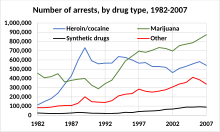 Number of arrests, by drug type, 1982-2007
1,000,000
900,000
800,000
700,000
600,000
500,000
400,000
300,000
200,000
100,000
0
Heroin/cocaine
Marijuana
Synthetic drugs
Other
1982 1987 1992 1997 2002 2007